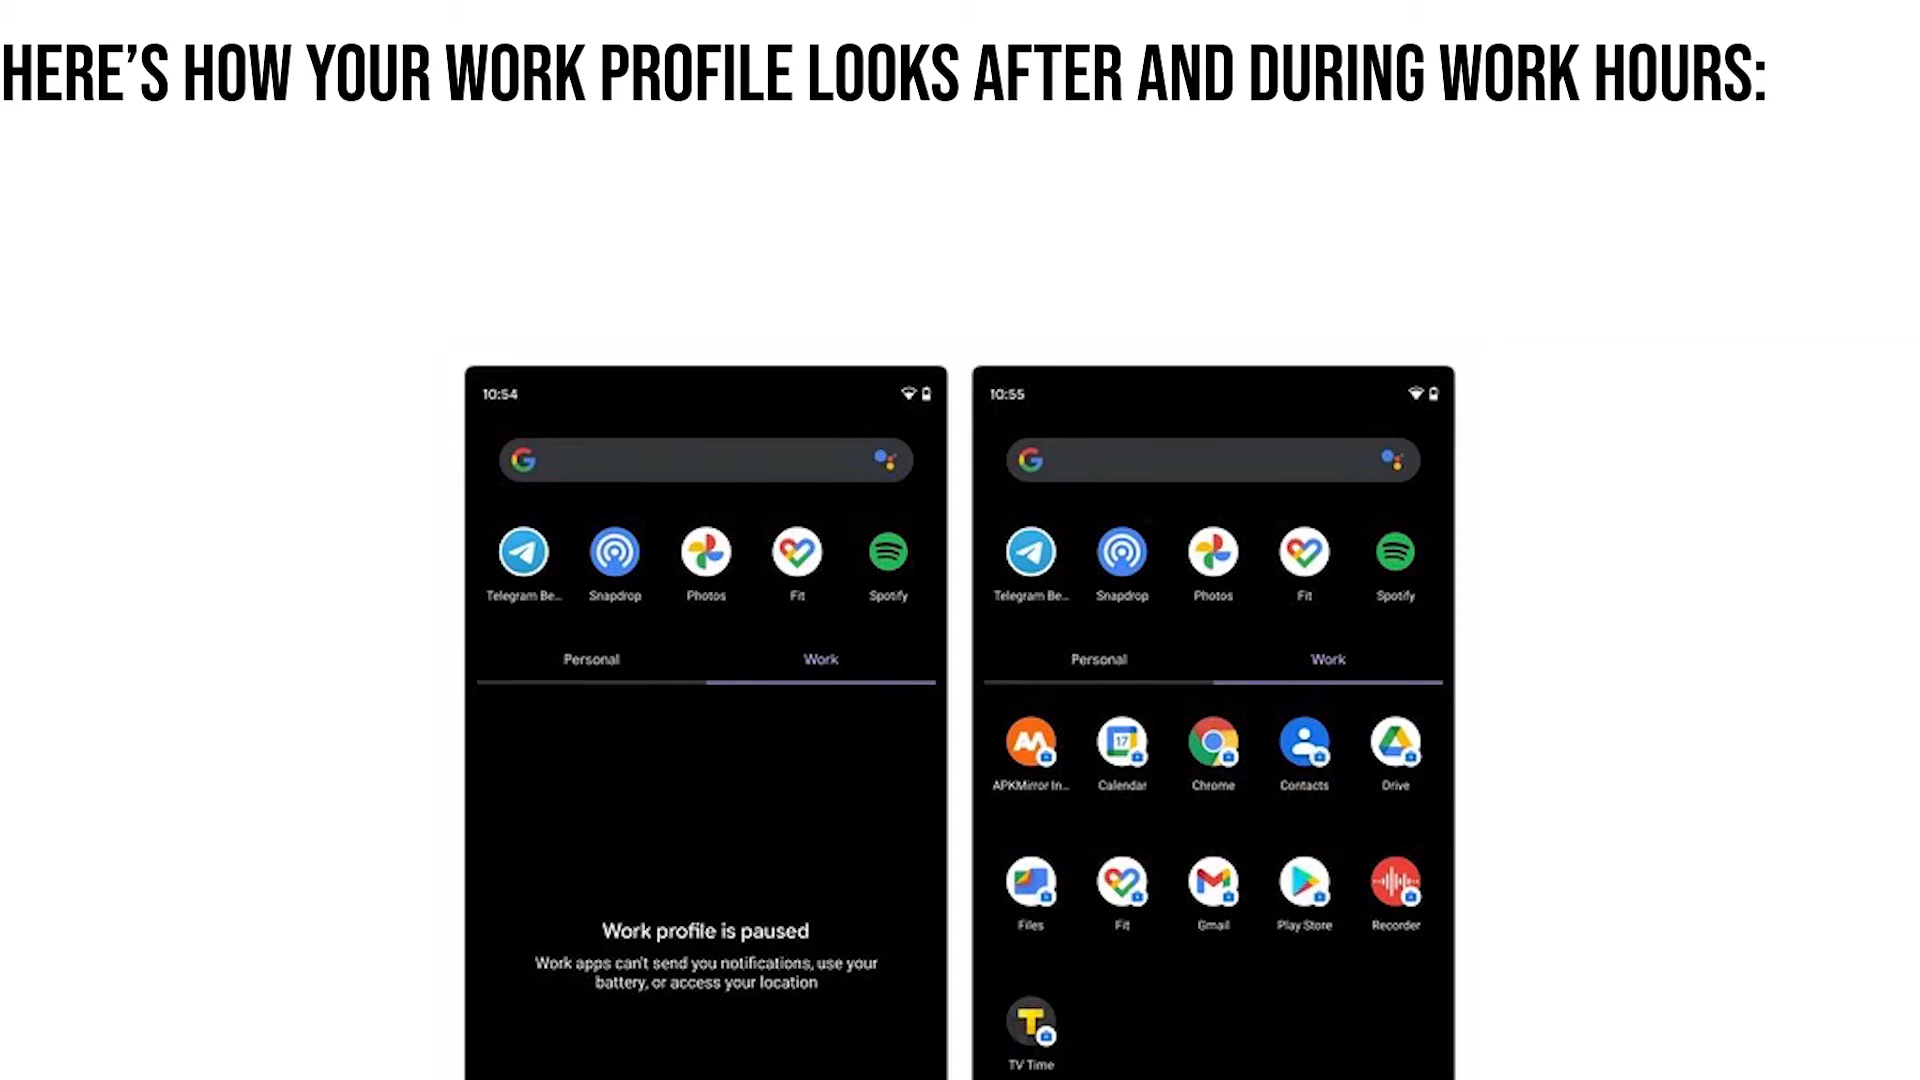 HERE'S HOW YOUR WORK PROFILE LOOKS AFTER AND DURING WORK HOURS:
10:54
Telegram Be... Snapdrop Photos Fit Spotify
Personal Work
Work profile is paused
Work apps can't send you notifications, use your
battery, or access your location
10:55
Telegram Be... Snapdrop Photos Fit Spotify
Personal Work
17
APKMirror In... Calendar Chrome Contacts Drive
Files Fit Gmail Play Store Recorder
TV Time